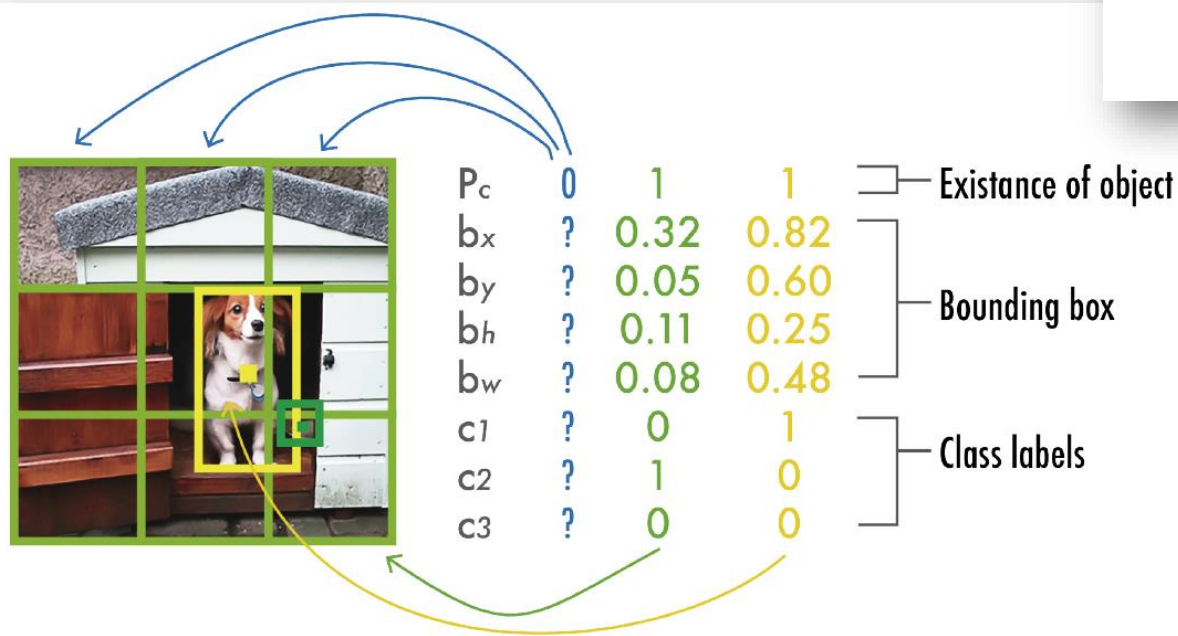 Pc 0 1 1 Existance of object
bx ? 0.32 0.82
by ? 0.05 0.60
bh ? 0.11 0.25 Bounding box
bw ? 0.08 0.48
c1 ? 0 1
c2 ? 1 0 Class labels
c3 ? 0 0